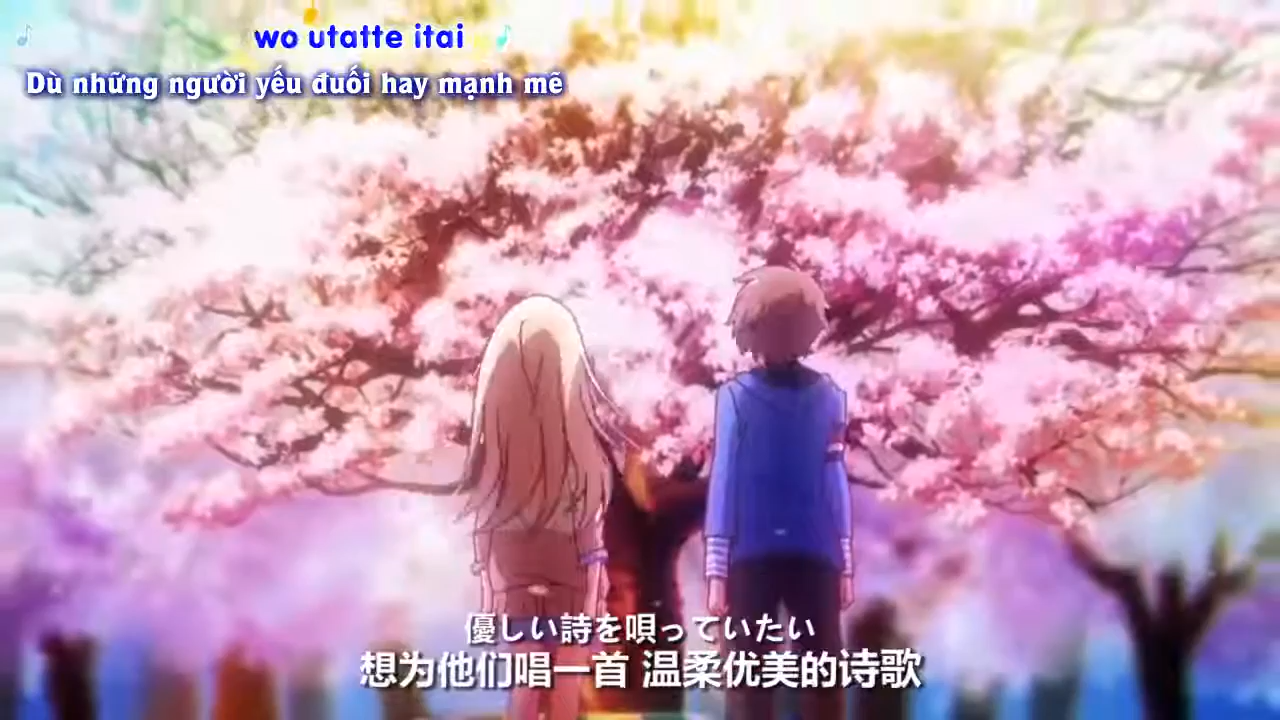 wo utatte itai
Dù những người yếu đuối hay mạnh mẽ
優しい詩を唄っていたい
想为他们唱一首 温柔优美的诗歌